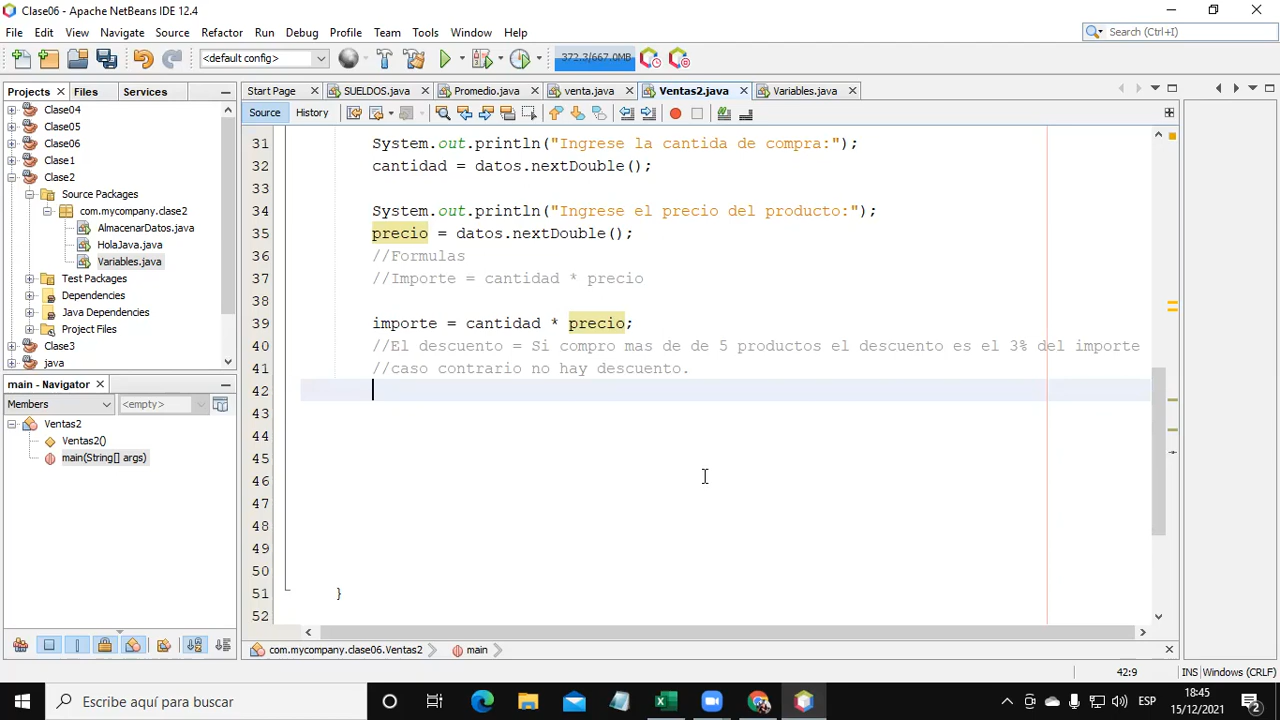 Clase06 - Apache NetBeans IDE 12.4
File Edit View Navigate Source Refactor Run Debug Profile Team Tools Window Help
Search (Ctrl+I)
<default config>
372.3/667.0MB
Projects Files Services
Start Page SUELDOS.java Promedio.java venta.java Ventas2.java Variables.java
Source History
Clase04
Clase05
Clase06
Clase1
Clase2
Source Packages
com.mycompany.clase2
AlmacenarDatos.java
HolaJava.java
Variables.java
Test Packages
Dependencies
Java Dependencies
Project Files
Clase3
java
main - Navigator
Members <empty>
Ventas2
Ventas2()
main(String[] args)
31 System.out.println("Ingrese la cantida de compra:");
32 cantidad = datos.nextDouble();
33
34 System.out.println("Ingrese el precio del producto:");
35 precio = datos.nextDouble();
36 //Formulas
37 //Importe = cantidad * precio
38
39 importe = cantidad * precio;
40 //El descuento = Si compro mas de de 5 productos el descuento es el 3% del importe
41 //caso contrario no hay descuento.
42
43
44
45
46
47
48
49
50
51 }
52
com.mycompany.clase06.Ventas2 main
42:9 INS Windows (CRLF)
Escribe aquí para buscar
ESP
18:45
15/12/2021
2